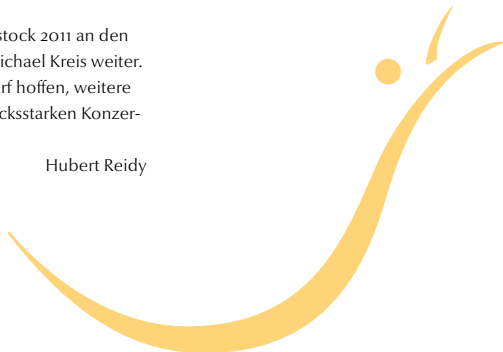 stock 2011 an den
ichael Kreis weiter.
rf hoffen, weitere
cksstarken Konzer-
Hubert Reidy